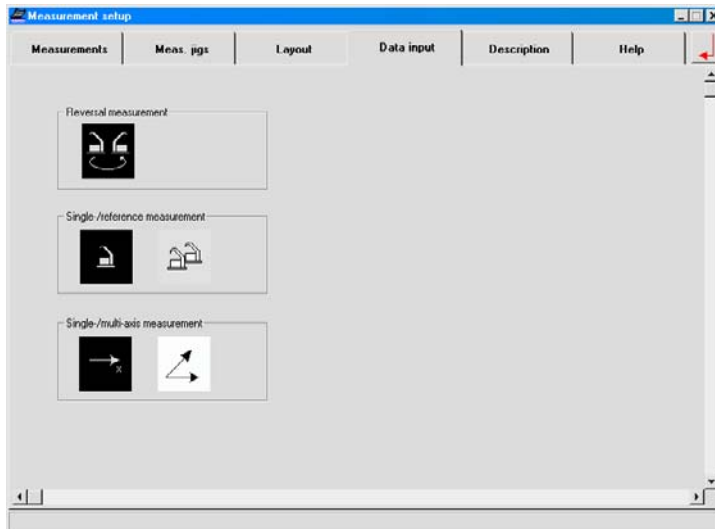 Measurement setup
Measurements Meas. jigs Layout Data input Description Help
Reversal measurement
Single-/reference measurement
Single-/multi-axis measurement
x